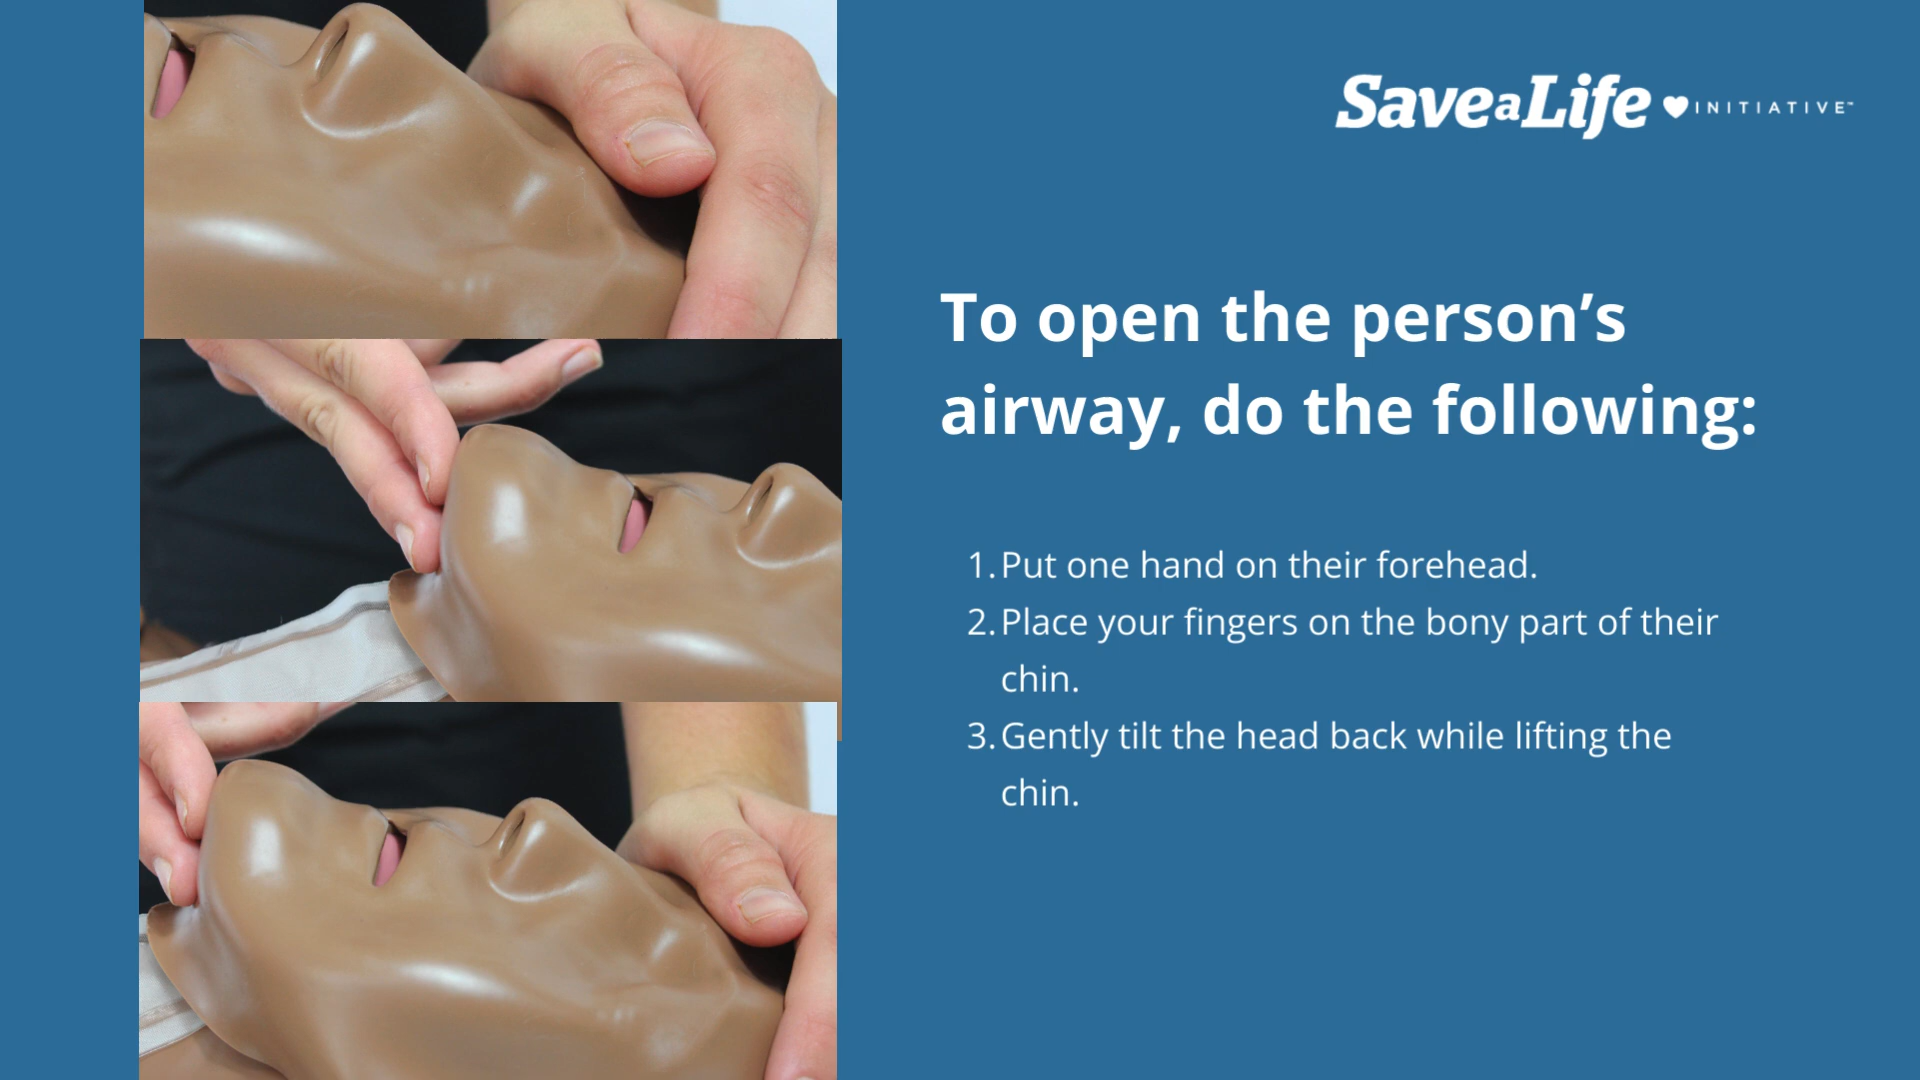 SaveaLife INITIATIVE™
To open the person’s
airway, do the following:
1. Put one hand on their forehead.
2. Place your fingers on the bony part of their
chin.
3. Gently tilt the head back while lifting the
chin.